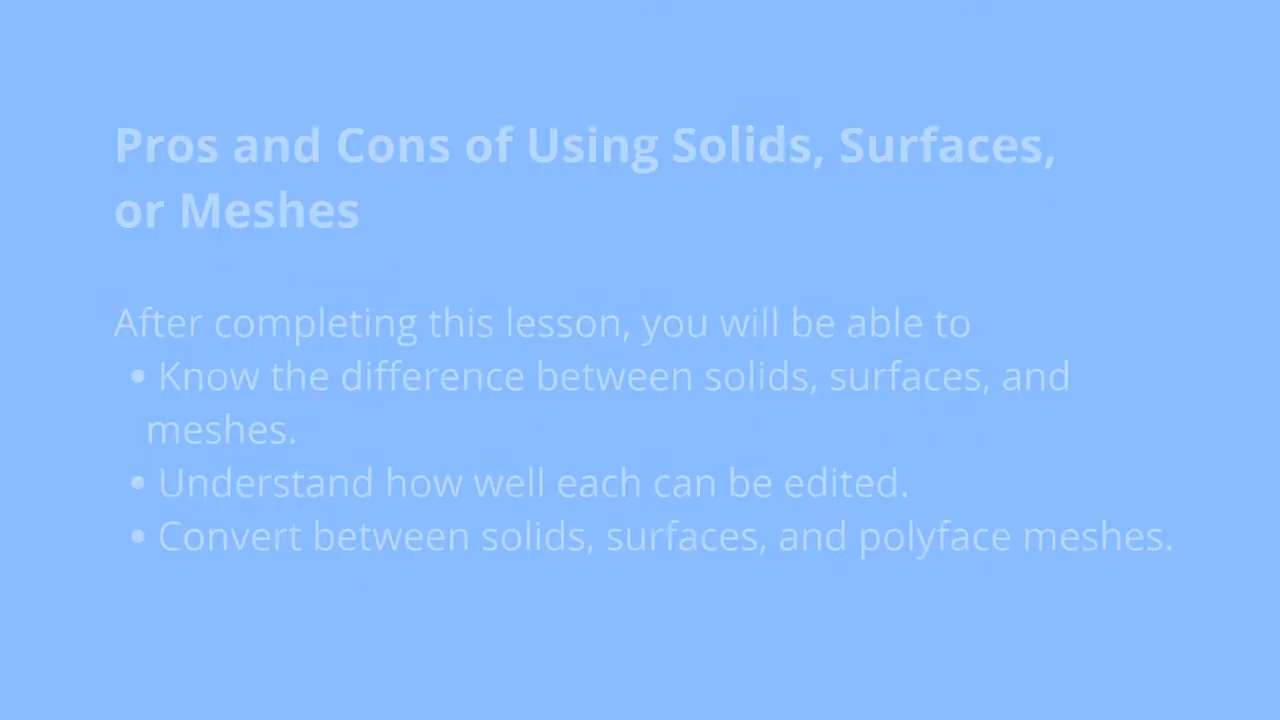 Pros and Cons of Using Solids, Surfaces,
or Meshes
After completing this lesson, you will be able to
• Know the difference between solids, surfaces, and
meshes.
• Understand how well each can be edited.
• Convert between solids, surfaces, and polyface meshes.